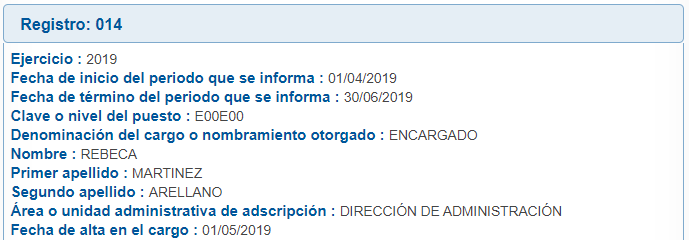 Registro: 014
Ejercicio : 2019
Fecha de inicio del periodo que se informa : 01/04/2019
Fecha de término del periodo que se informa : 30/06/2019
Clave o nivel del puesto : E00E00
Denominación del cargo o nombramiento otorgado : ENCARGADO
Nombre : REBECA
Primer apellido : MARTINEZ
Segundo apellido : ARELLANO
Área o unidad administrativa de adscripción : DIRECCIÓN DE ADMINISTRACIÓN
Fecha de alta en el cargo : 01/05/2019